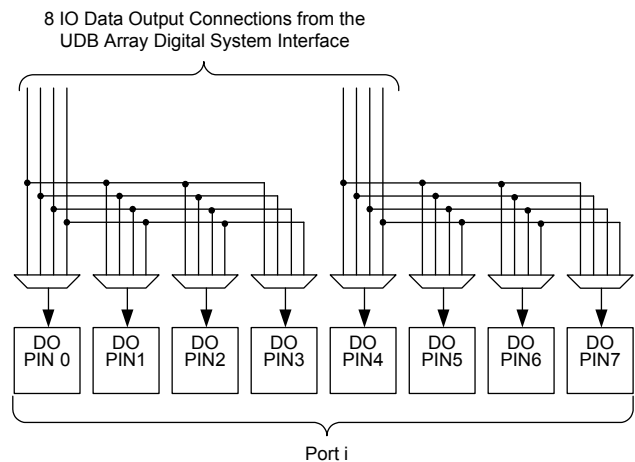 8 IO Data Output Connections from the
UDB Array Digital System Interface
DO
PIN 0
DO
PIN1
DO
PIN2
DO
PIN3
DO
PIN4
DO
PIN5
DO
PIN6
DO
PIN7
Port i